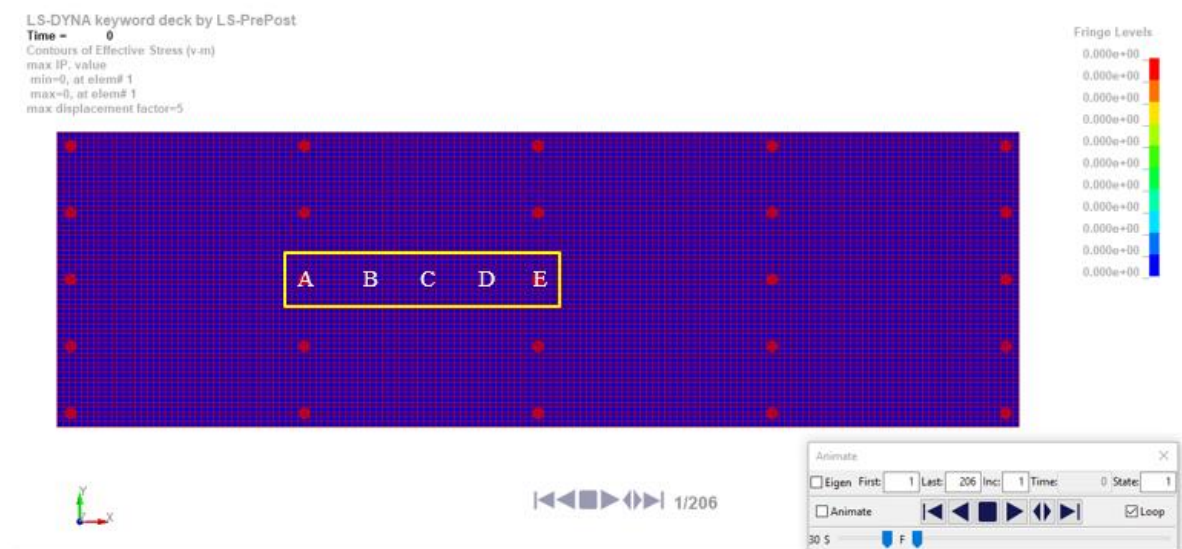 LS-DYNA keyword deck by LS-PrePost
Time = 0
Contours of Effective Stress (v-m)
max IP. value
min=0, at elem# 1
max=0, at elem# 1
max displacement factor=5
Fringe Levels
0.000e+00
0.000e+00
0.000e+00
0.000e+00
0.000e+00
0.000e+00
0.000e+00
0.000e+00
0.000e+00
0.000e+00
0.000e+00
A B C D E
Y
X
1/206
Animate
Eigen First: 1 Last: 206 Inc: 1 Time: 0 State: 1
Animate Loop
30 S F